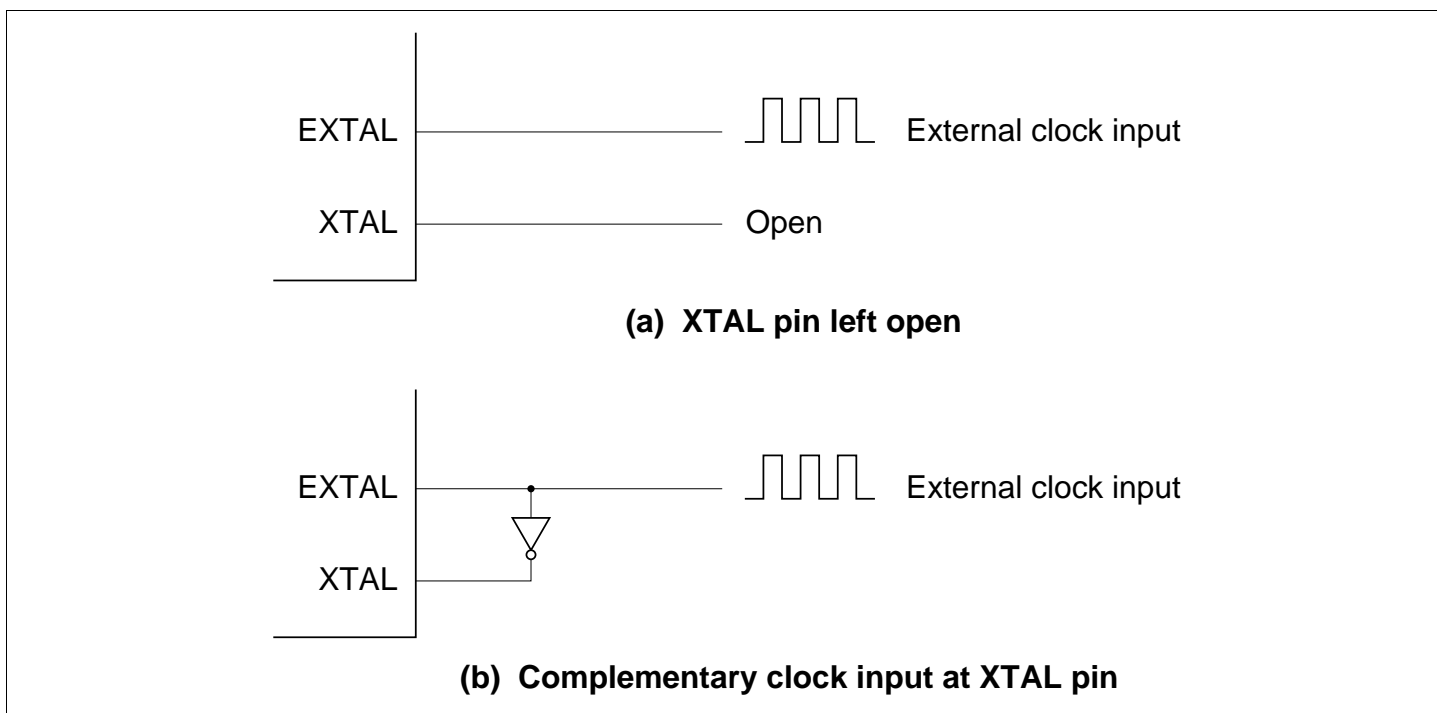 EXTAL External clock input
XTAL Open
(a) XTAL pin left open
EXTAL External clock input
XTAL
(b) Complementary clock input at XTAL pin